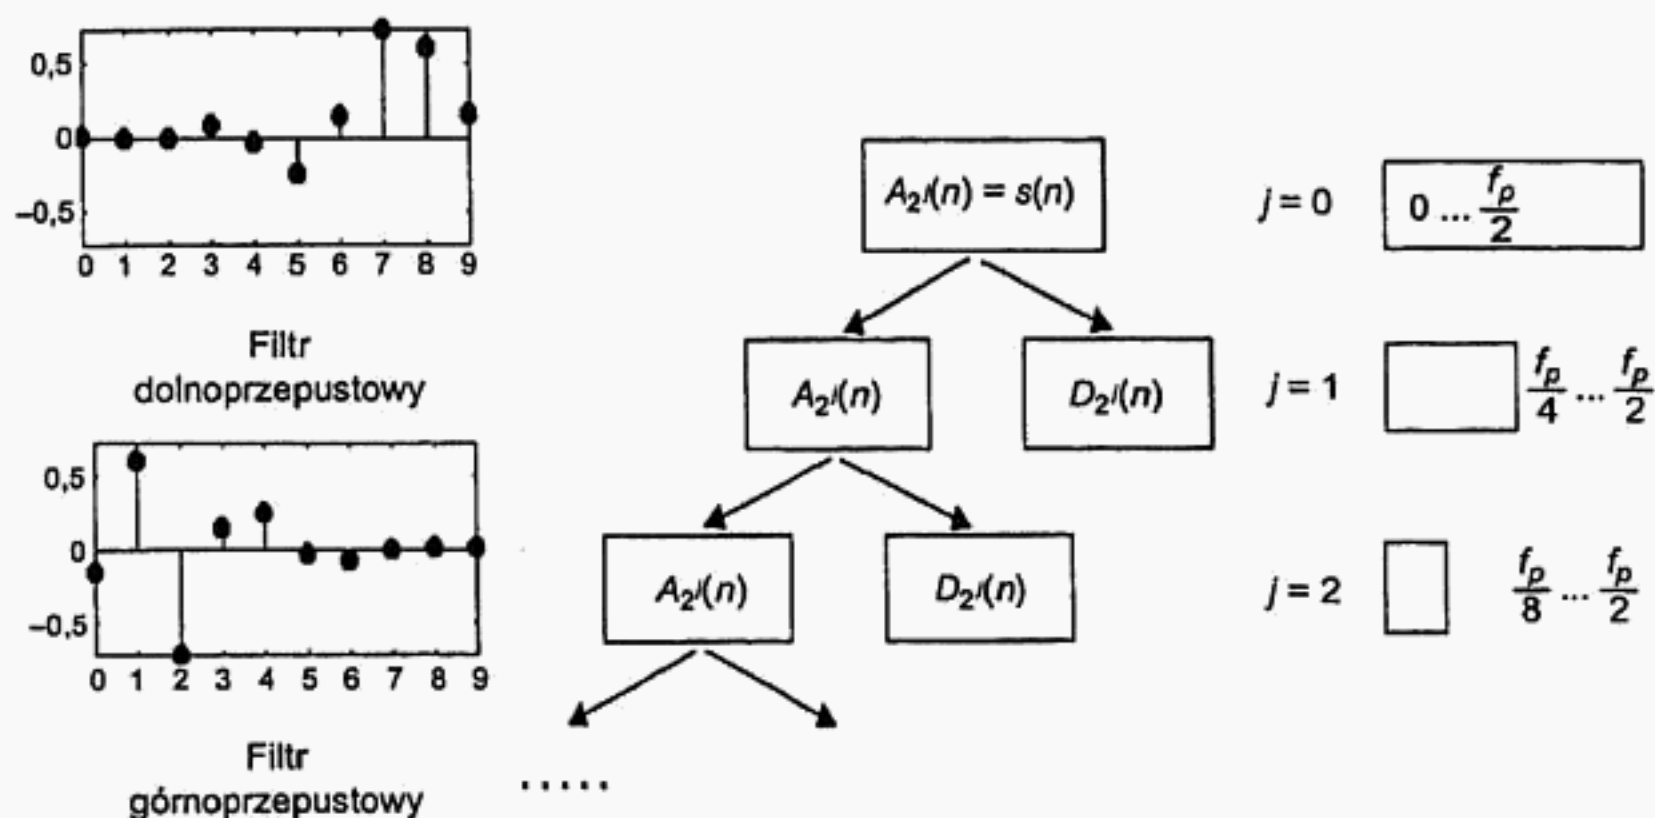 0,5
0
–0,5
0 1 2 3 4 5 6 7 8 9
Filtr
dolnoprzepustowy
0,5
0
–0,5
0 1 2 3 4 5 6 7 8 9
Filtr
górnoprzepustowy
A₂ʲ(n) = s(n)
j = 0
0 ... fₚ/2
A₂ʲ(n)
D₂ʲ(n)
j = 1
fₚ/4 ... fₚ/2
A₂ʲ(n)
D₂ʲ(n)
j = 2
fₚ/8 ... fₚ/2
.....